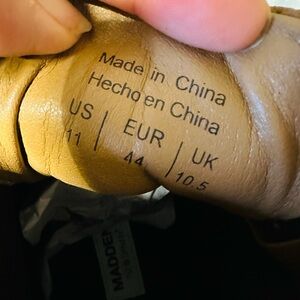 Made in China
Hecho en China
US | EUR | UK
11 | 44 | 10.5
MADDEN